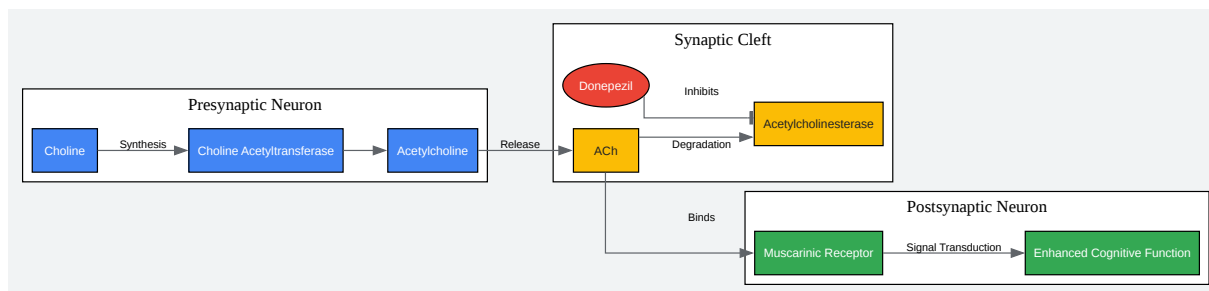 Synaptic Cleft
Donepezil
Inhibits
Acetylcholinesterase
Presynaptic Neuron
Choline
Synthesis
Choline Acetyltransferase
Acetylcholine
Release
ACh
Degradation
Binds
Postsynaptic Neuron
Muscarinic Receptor
Signal Transduction
Enhanced Cognitive Function